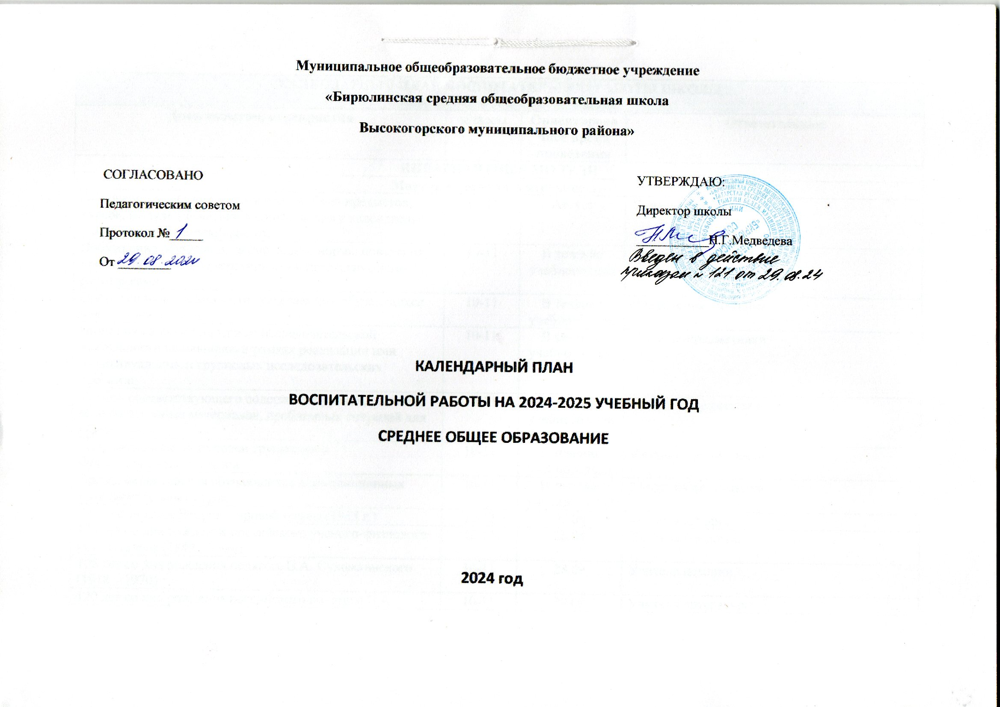 Муниципальное общеобразовательное бюджетное учреждение
«Бирюлинская средняя общеобразовательная школа
Высокогорского муниципального района»
СОГЛАСОВАНО
Педагогическим советом
Протокол № 1
От 29.08.2024
УТВЕРЖДАЮ:
Директор школы
Н.Г.Медведева
Введен в действие
приказом № 121 от 29.08.24
КАЛЕНДАРНЫЙ ПЛАН
ВОСПИТАТЕЛЬНОЙ РАБОТЫ НА 2024-2025 УЧЕБНЫЙ ГОД
СРЕДНЕЕ ОБЩЕЕ ОБРАЗОВАНИЕ
2024 год